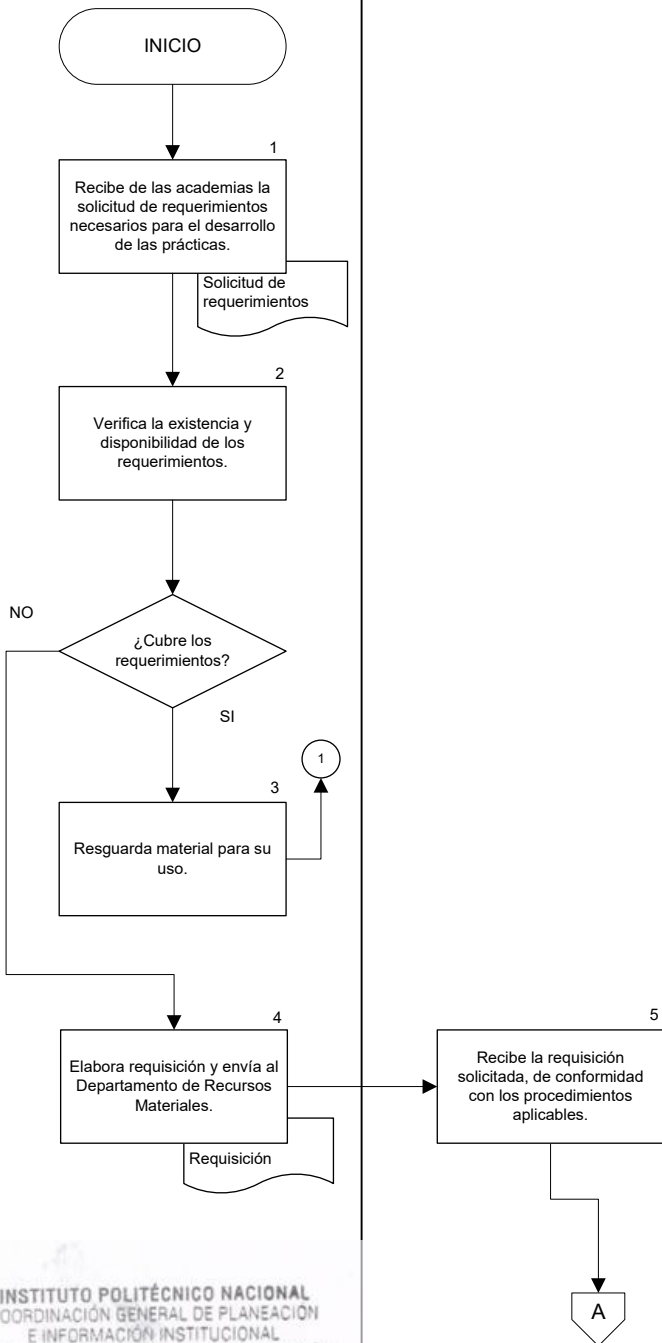 INICIO
1
Recibe de las academias la
solicitud de requerimientos
necesarios para el desarrollo
de las prácticas.
Solicitud de
requerimientos
2
Verifica la existencia y
disponibilidad de los
requerimientos.
NO
¿Cubre los
requerimientos?
SI
1
3
Resguarda material para su
uso.
4
Elabora requisición y envía al
Departamento de Recursos
Materiales.
Requisición
5
Recibe la requisición
solicitada, de conformidad
con los procedimientos
aplicables.
A
INSTITUTO POLITÉCNICO NACIONAL
OORDINACIÓN GENERAL DE PLANEACIÓN
E INFORMACIÓN INSTITUCIONAL